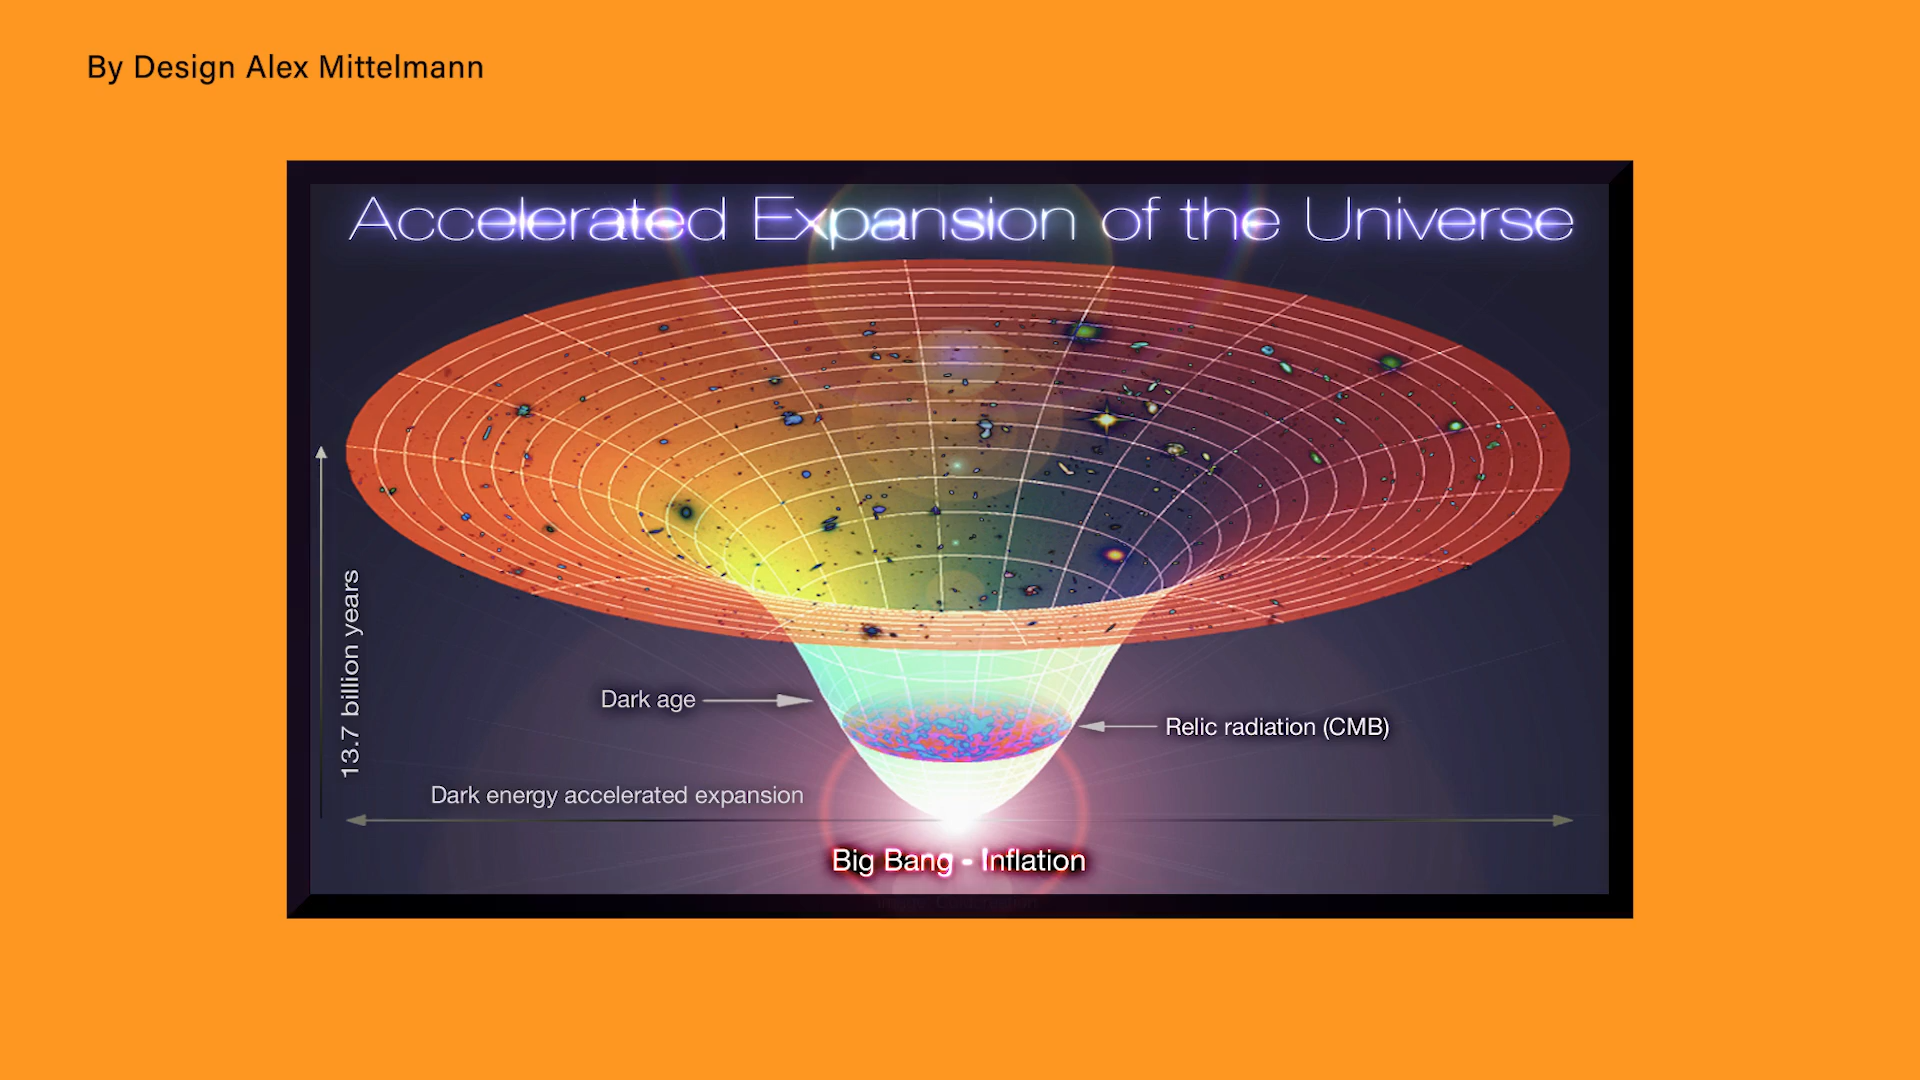 By Design Alex Mittelmann
Accelerated Expansion of the Universe
13.7 billion years
Dark age
Relic radiation (CMB)
Dark energy accelerated expansion
Big Bang - Inflation